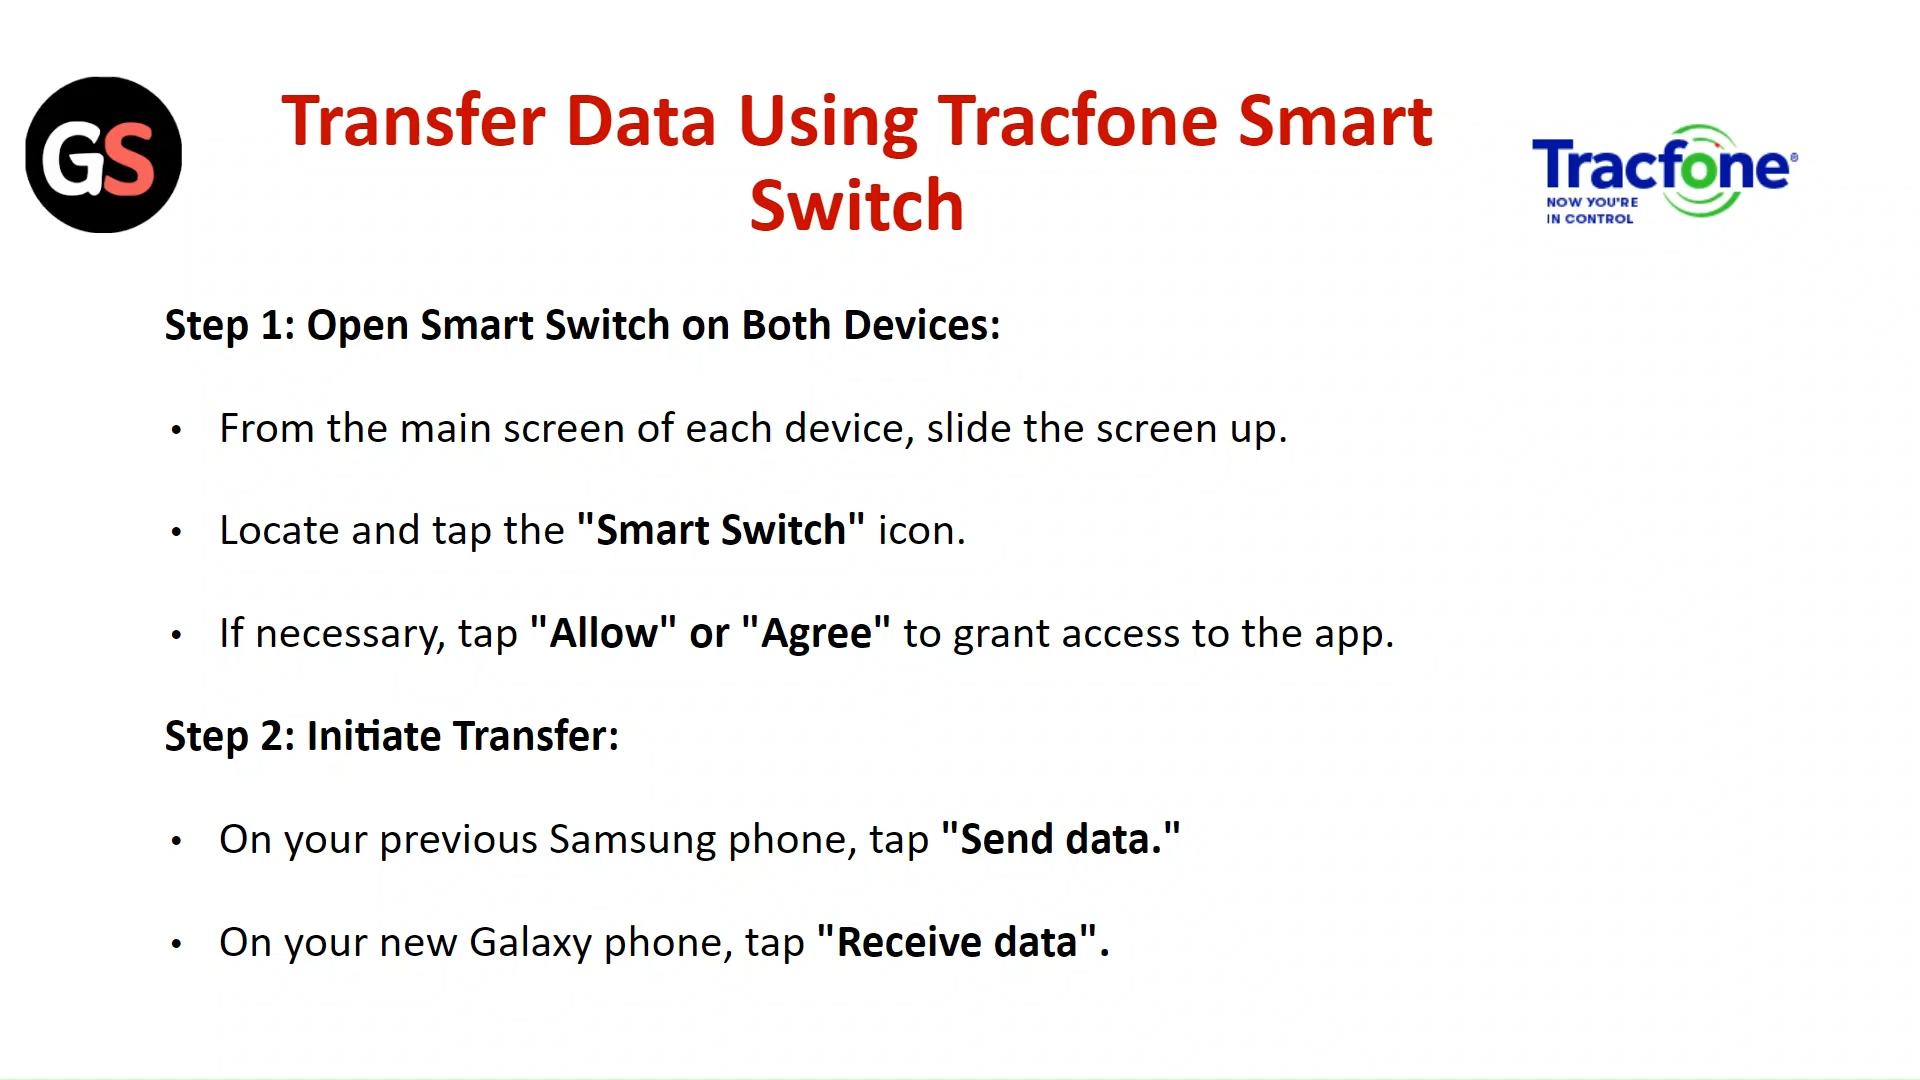 GS
Transfer Data Using Tracfone Smart
Switch
Tracfone®
NOW YOU'RE
IN CONTROL
Step 1: Open Smart Switch on Both Devices:
• From the main screen of each device, slide the screen up.
• Locate and tap the "Smart Switch" icon.
• If necessary, tap "Allow" or "Agree" to grant access to the app.
Step 2: Initiate Transfer:
• On your previous Samsung phone, tap "Send data."
• On your new Galaxy phone, tap "Receive data".